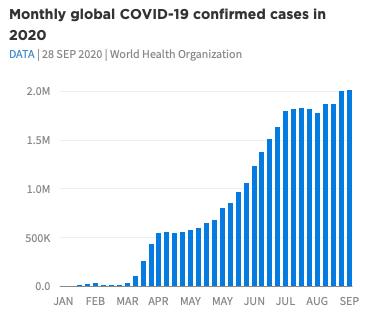 Monthly global COVID-19 confirmed cases in
2020
DATA | 28 SEP 2020 | World Health Organization
2.0M
1.5M
1.0M
500K
0.0
JAN FEB MAR APR MAY MAY JUN JUL AUG SEP